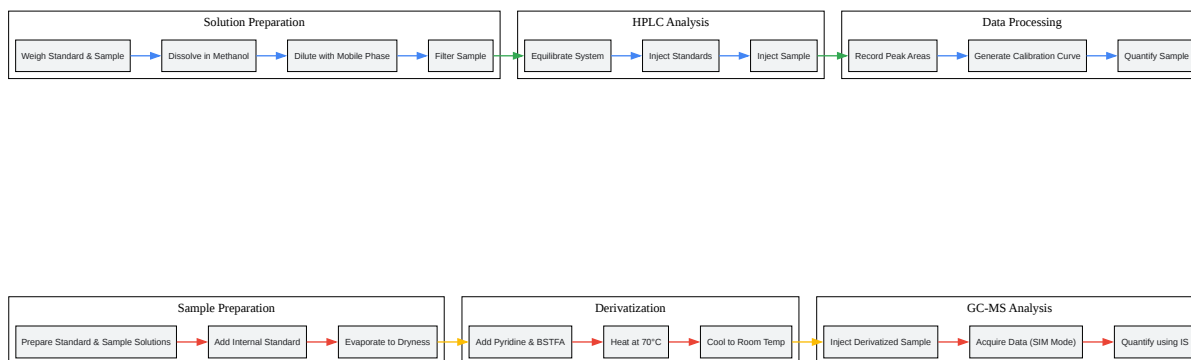 Solution Preparation
Weigh Standard & Sample
Dissolve in Methanol
Dilute with Mobile Phase
Filter Sample
HPLC Analysis
Equilibrate System
Inject Standards
Inject Sample
Data Processing
Record Peak Areas
Generate Calibration Curve
Quantify Sample
Sample Preparation
Prepare Standard & Sample Solutions
Add Internal Standard
Evaporate to Dryness
Derivatization
Add Pyridine & BSTFA
Heat at 70°C
Cool to Room Temp
GC-MS Analysis
Inject Derivatized Sample
Acquire Data (SIM Mode)
Quantify using IS